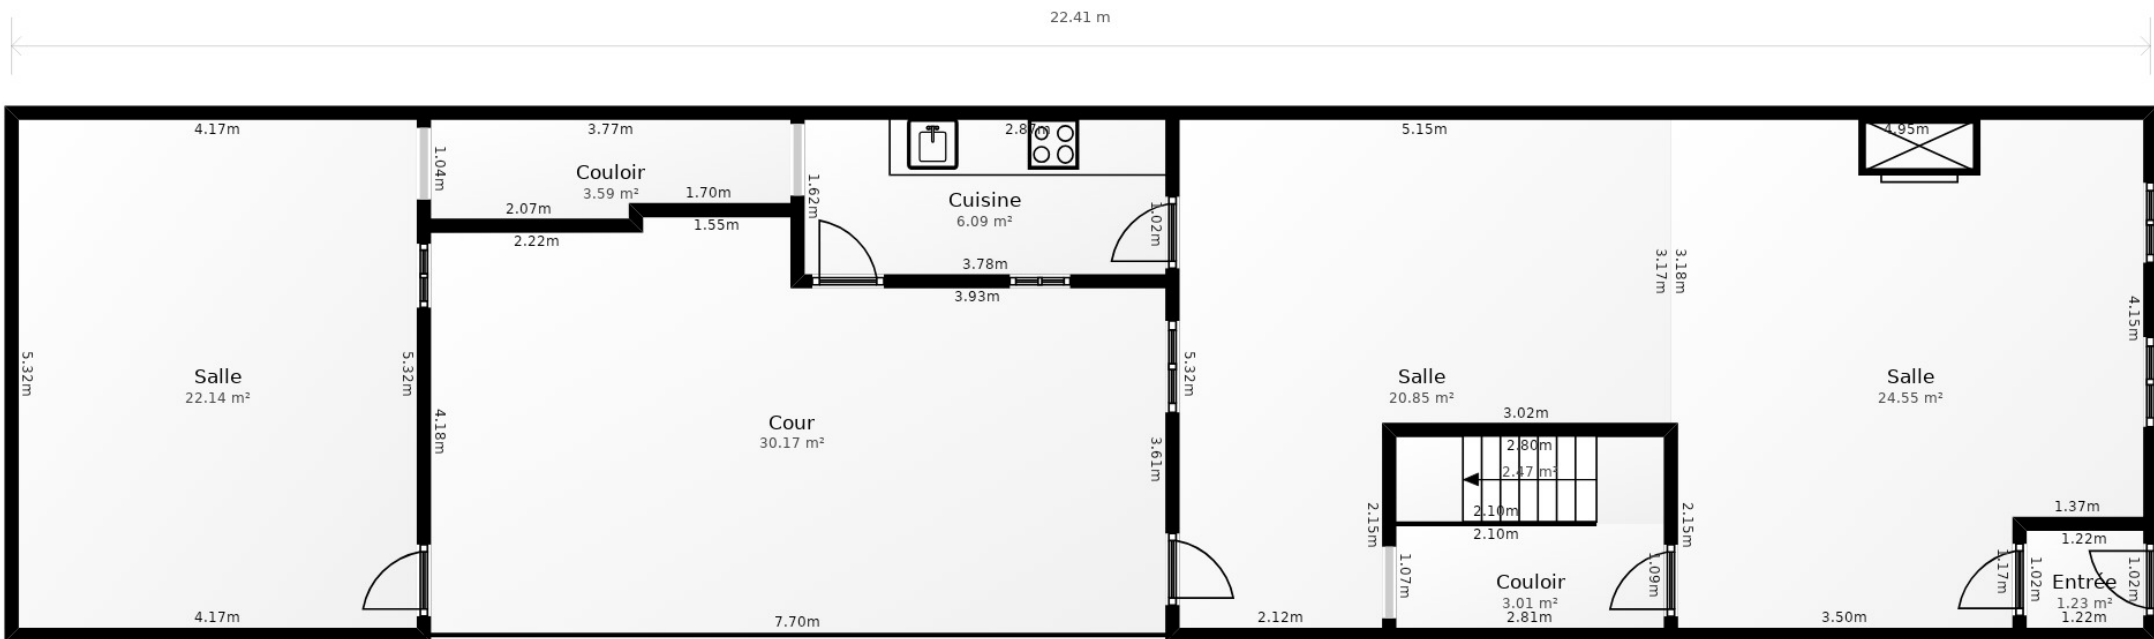 22.41 m
4.17m
3.77m
2.87m
5.15m
4.95m
1.04m
Couloir
3.59 m²
1.70m
2.07m
1.62m
Cuisine
6.09 m²
1.02m
2.22m
1.55m
3.78m
3.93m
3.17m
3.18m
4.15m
5.32m
Salle
22.14 m²
5.32m
4.18m
Cour
30.17 m²
3.61m
5.32m
Salle
20.85 m²
3.02m
Salle
24.55 m²
2.80m
2.47 m²
2.10m
2.10m
2.15m
2.15m
1.37m
1.22m
1.07m
Couloir
3.01 m²
2.81m
1.09m
1.17m
1.02m
Entrée
1.23 m²
1.22m
1.02m
4.17m
7.70m
2.12m
3.50m